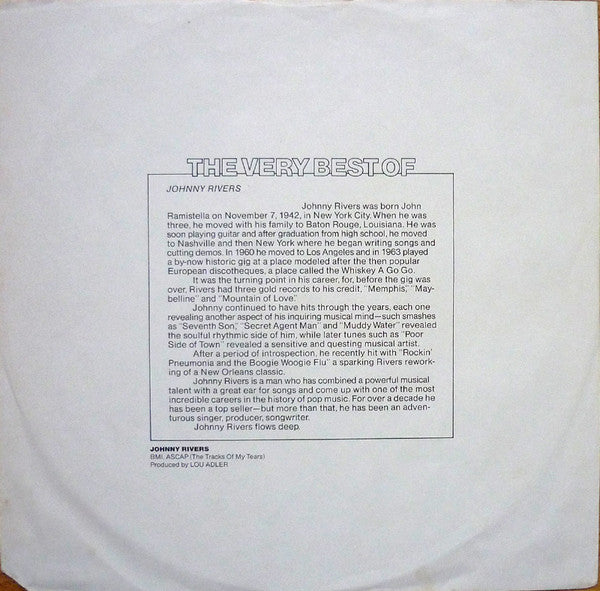 THE VERY BEST OF
JOHNNY RIVERS
Johnny Rivers was born John
Ramistella on November 7, 1942, in New York City. When he was
three, he moved with his family to Baton Rouge, Louisiana. He was
soon playing guitar and after graduation from high school, he moved
to Nashville and then New York where he began writing songs and
cutting demos. In 1960 he moved to Los Angeles and in 1963 played
a by-now historic gig at a place modeled after the then popular
European discotheques, a place called the Whiskey A Go Go.
It was the turning point in his career, for, before the gig was
over, Rivers had three gold records to his credit, "Memphis," "May-
belline" and "Mountain of Love."
Johnny continued to have hits through the years, each one
revealing another aspect of his inquiring musical mind—such smashes
as "Seventh Son," "Secret Agent Man" and "Muddy Water" revealed
the soulful rhythmic side of him, while later tunes such as "Poor
Side of Town" revealed a sensitive and questing musical artist.
After a period of introspection, he recently hit with "Rockin'
Pneumonia and the Boogie Woogie Flu" a sparking Rivers rework-
ing of a New Orleans classic.
Johnny Rivers is a man who has combined a powerful musical
talent with a great ear for songs and come up with one of the most
incredible careers in the history of pop music. For over a decade he
has been a top seller—but more than that, he has been an adven-
turous singer, producer, songwriter.
Johnny Rivers flows deep.
JOHNNY RIVERS
BMI, ASCAP (The Tracks Of My Tears)
Produced by LOU ADLER